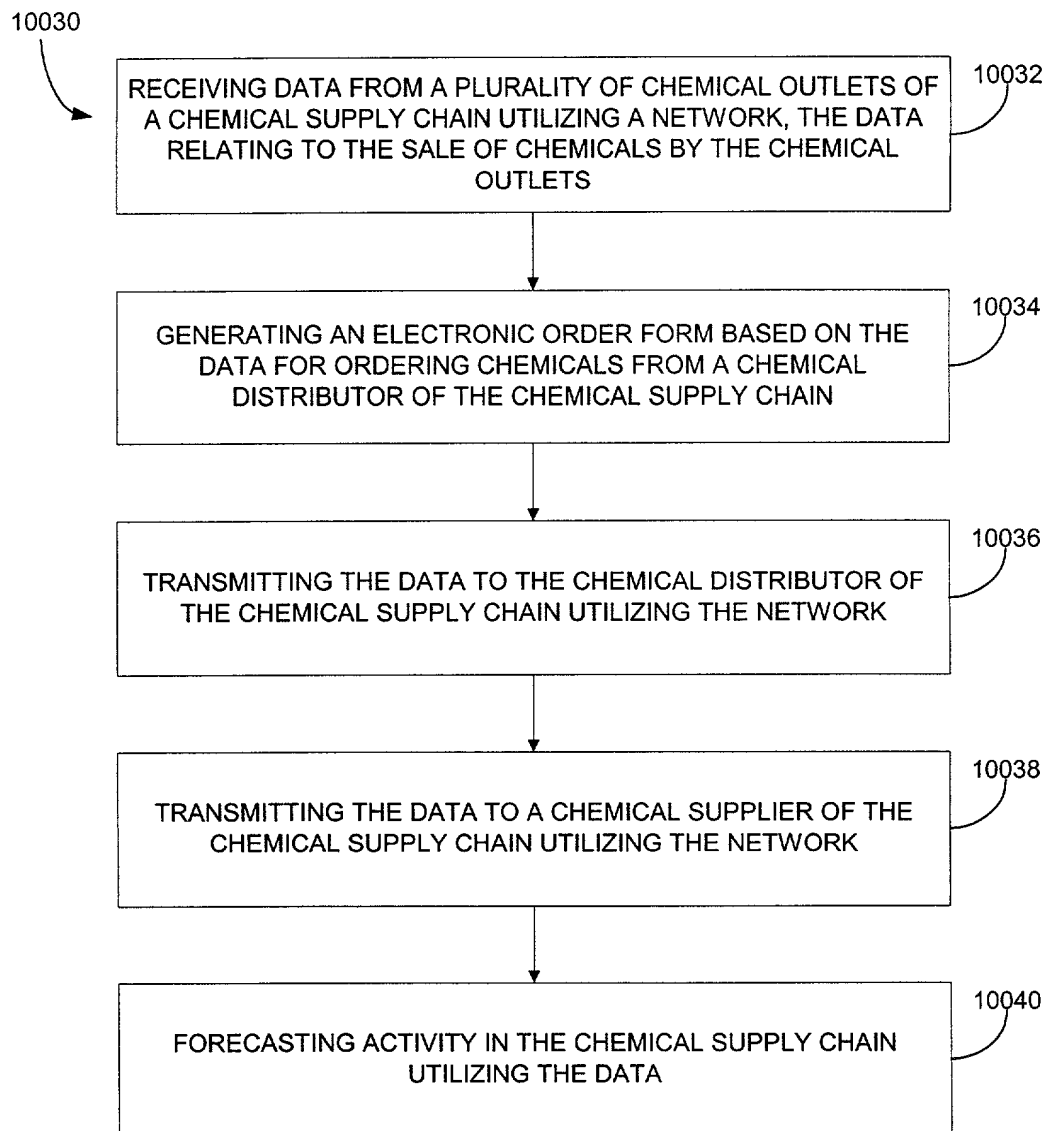 10030
RECEIVING DATA FROM A PLURALITY OF CHEMICAL OUTLETS OF
A CHEMICAL SUPPLY CHAIN UTILIZING A NETWORK, THE DATA
RELATING TO THE SALE OF CHEMICALS BY THE CHEMICAL
OUTLETS
10032
GENERATING AN ELECTRONIC ORDER FORM BASED ON THE
DATA FOR ORDERING CHEMICALS FROM A CHEMICAL
DISTRIBUTOR OF THE CHEMICAL SUPPLY CHAIN
10034
TRANSMITTING THE DATA TO THE CHEMICAL DISTRIBUTOR OF
THE CHEMICAL SUPPLY CHAIN UTILIZING THE NETWORK
10036
TRANSMITTING THE DATA TO A CHEMICAL SUPPLIER OF THE
CHEMICAL SUPPLY CHAIN UTILIZING THE NETWORK
10038
FORECASTING ACTIVITY IN THE CHEMICAL SUPPLY CHAIN
UTILIZING THE DATA
10040